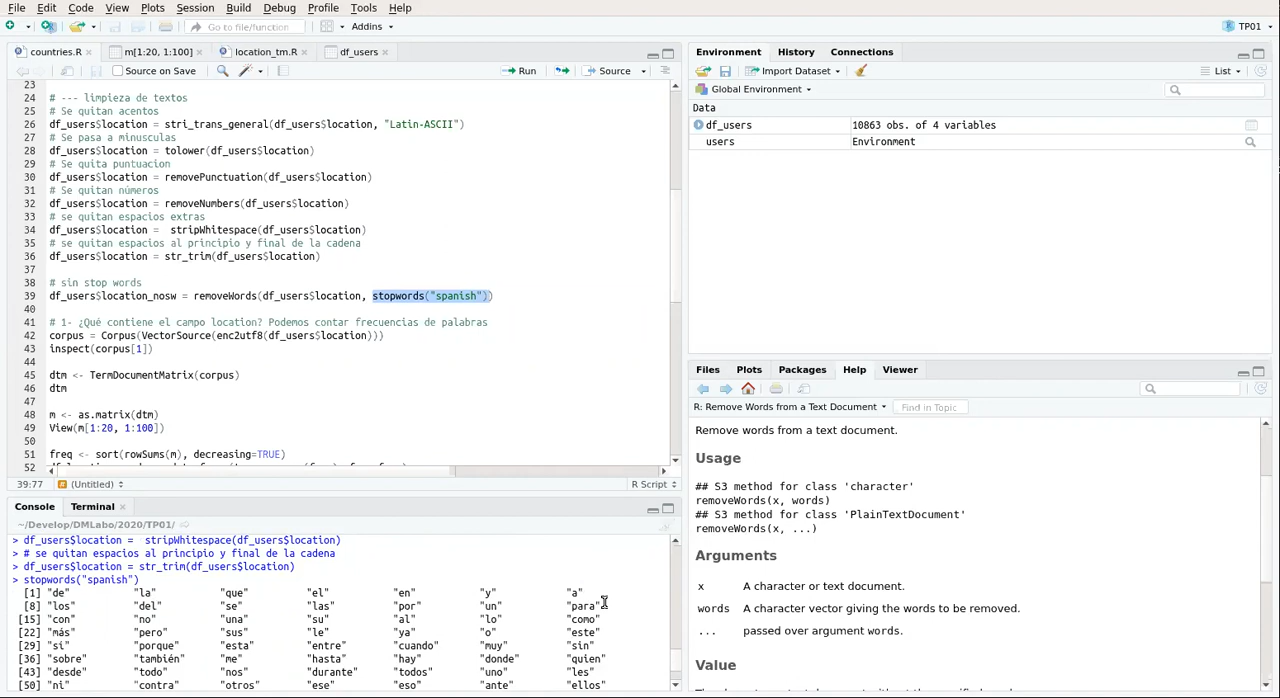 File Edit Code View Plots Session Build Debug Profile Tools Help
Go to file/function Addins TP01
countries.R m[1:20, 1:100] location_tm.R df_users
Source on Save Run Source
23
24 # --- limpieza de textos
25 # Se quitan acentos
26 df_users$location = stri_trans_general(df_users$location, "Latin-ASCII")
27 # Se pasa a minusculas
28 df_users$location = tolower(df_users$location)
29 # Se quita puntuacion
30 df_users$location = removePunctuation(df_users$location)
31 # Se quitan números
32 df_users$location = removeNumbers(df_users$location)
33 # se quitan espacios extras
34 df_users$location =  stripWhitespace(df_users$location)
35 # se quitan espacios al principio y final de la cadena
36 df_users$location = str_trim(df_users$location)
37
38 # sin stop words
39 df_users$location_nosw = removeWords(df_users$location, stopwords("spanish"))
40
41 # 1- ¿Qué contiene el campo location? Podemos contar frecuencias de palabras
42 corpus = Corpus(VectorSource(enc2utf8(df_users$location)))
43 inspect(corpus[1])
44
45 dtm <- TermDocumentMatrix(corpus)
46 dtm
47
48 m <- as.matrix(dtm)
49 View(m[1:20, 1:100])
50
51 freq <- sort(rowSums(m), decreasing=TRUE)
52
39:77 (Untitled) R Script
Console Terminal
~/Develop/DMLabo/2020/TP01/
> df_users$location =  stripWhitespace(df_users$location)
> # se quitan espacios al principio y final de la cadena
> df_users$location = str_trim(df_users$location)
> stopwords("spanish")
[1] "de" "la" "que" "el" "en" "y" "a"
[8] "los" "del" "se" "las" "por" "un" "para"
[15] "con" "no" "una" "su" "al" "lo" "como"
[22] "más" "pero" "sus" "le" "ya" "o" "este"
[29] "sí" "porque" "esta" "entre" "cuando" "muy" "sin"
[36] "sobre" "también" "me" "hasta" "hay" "donde" "quien"
[43] "desde" "todo" "nos" "durante" "todos" "uno" "les"
[50] "ni" "contra" "otros" "ese" "eso" "ante" "ellos"
Environment History Connections
Import Dataset List
Global Environment
Data
df_users 10863 obs. of 4 variables
users Environment
Files Plots Packages Help Viewer
R: Remove Words from a Text Document Find in Topic
Remove words from a text document.
Usage
## S3 method for class 'character'
removeWords(x, words)
## S3 method for class 'PlainTextDocument'
removeWords(x, ...)
Arguments
x A character or text document.
words A character vector giving the words to be removed.
... passed over argument words.
Value